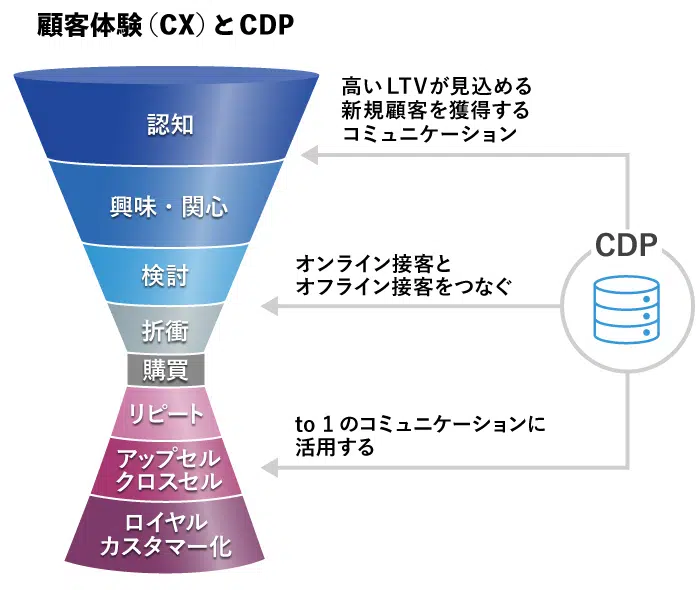 顧客体験（CX）とCDP
認知
興味・関心
検討
折衝
購買
リピート
アップセル
クロスセル
ロイヤル
カスタマー化
高いLTVが見込める
新規顧客を獲得する
コミュニケーション
オンライン接客と
オフライン接客をつなぐ
to 1のコミュニケーションに
活用する
CDP